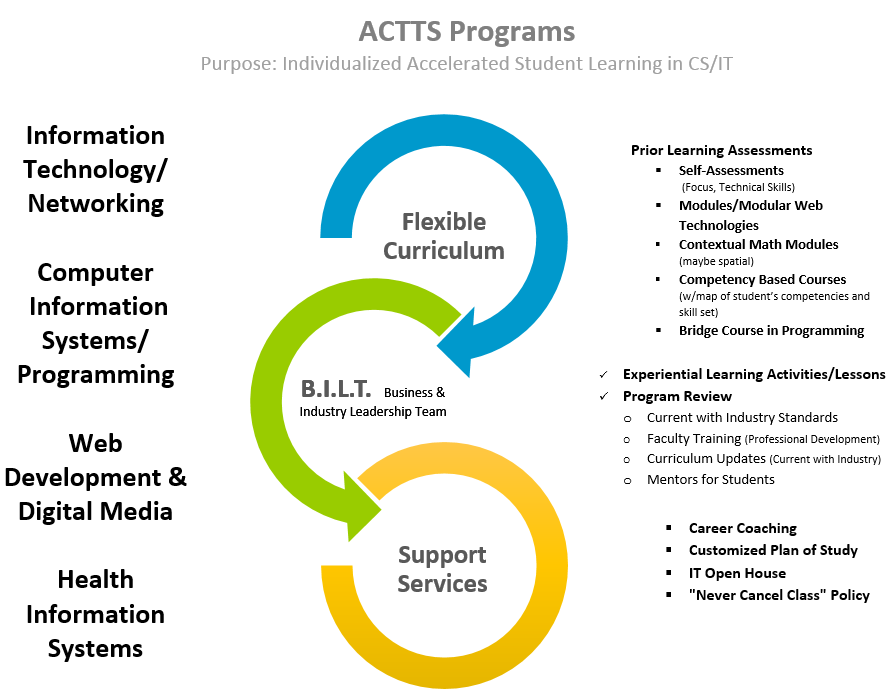 ACTTS Programs
Purpose: Individualized Accelerated Student Learning in CS/IT
Information
Technology/
Networking
Computer
Information
Systems/
Programming
Web
Development &
Digital Media
Health
Information
Systems
Flexible
Curriculum
B.I.L.T. Business &
Industry Leadership Team
Support
Services
Prior Learning Assessments
▪ Self-Assessments
(Focus, Technical Skills)
▪ Modules/Modular Web
Technologies
▪ Contextual Math Modules
(maybe spatial)
▪ Competency Based Courses
(w/map of student's competencies and
skill set)
▪ Bridge Course in Programming
✓ Experiential Learning Activities/Lessons
✓ Program Review
o Current with Industry Standards
o Faculty Training (Professional Development)
o Curriculum Updates (Current with Industry)
o Mentors for Students
▪ Career Coaching
▪ Customized Plan of Study
▪ IT Open House
▪ "Never Cancel Class" Policy